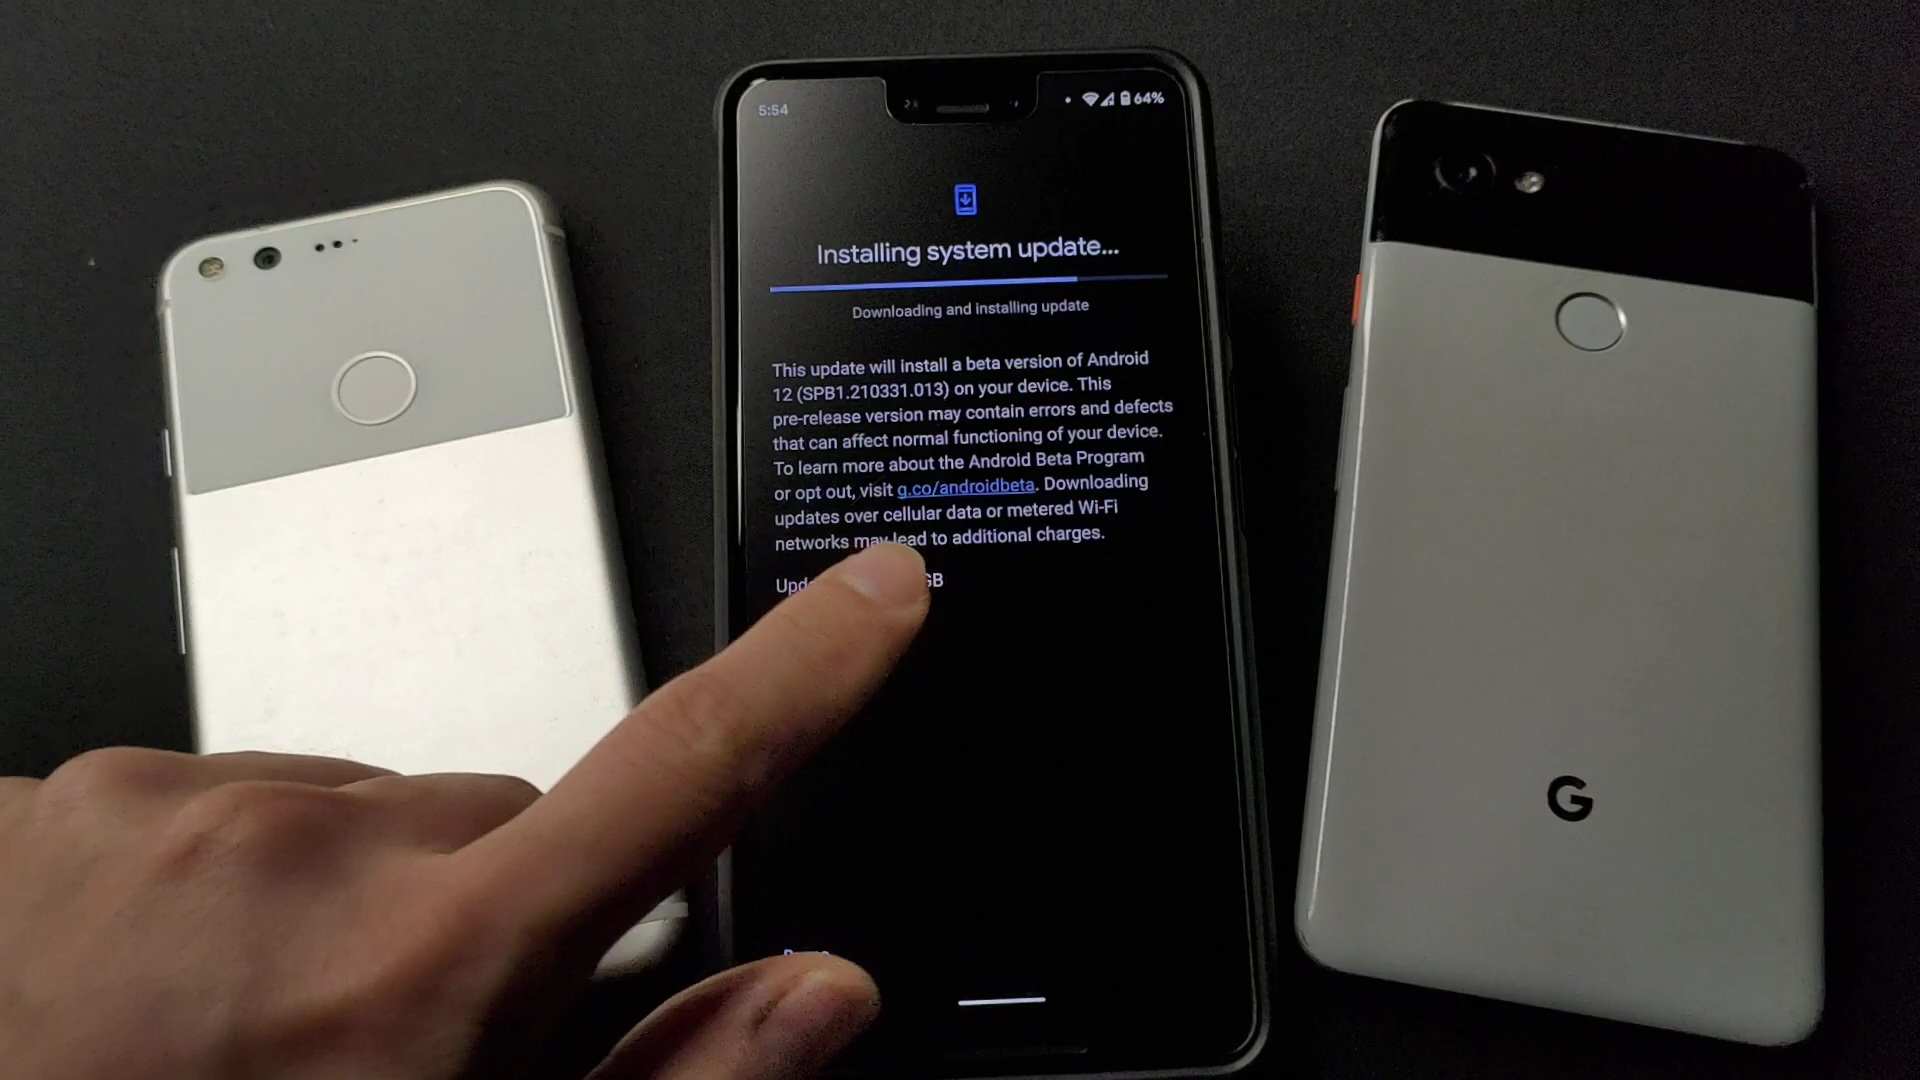 5:54 64%
Installing system update...
Downloading and installing update
This update will install a beta version of Android
12 (SPB1.210331.013) on your device. This
pre-release version may contain errors and defects
that can affect normal functioning of your device.
To learn more about the Android Beta Program
or opt out, visit g.co/androidbeta. Downloading
updates over cellular data or metered Wi-Fi
networks may lead to additional charges.
GB
G